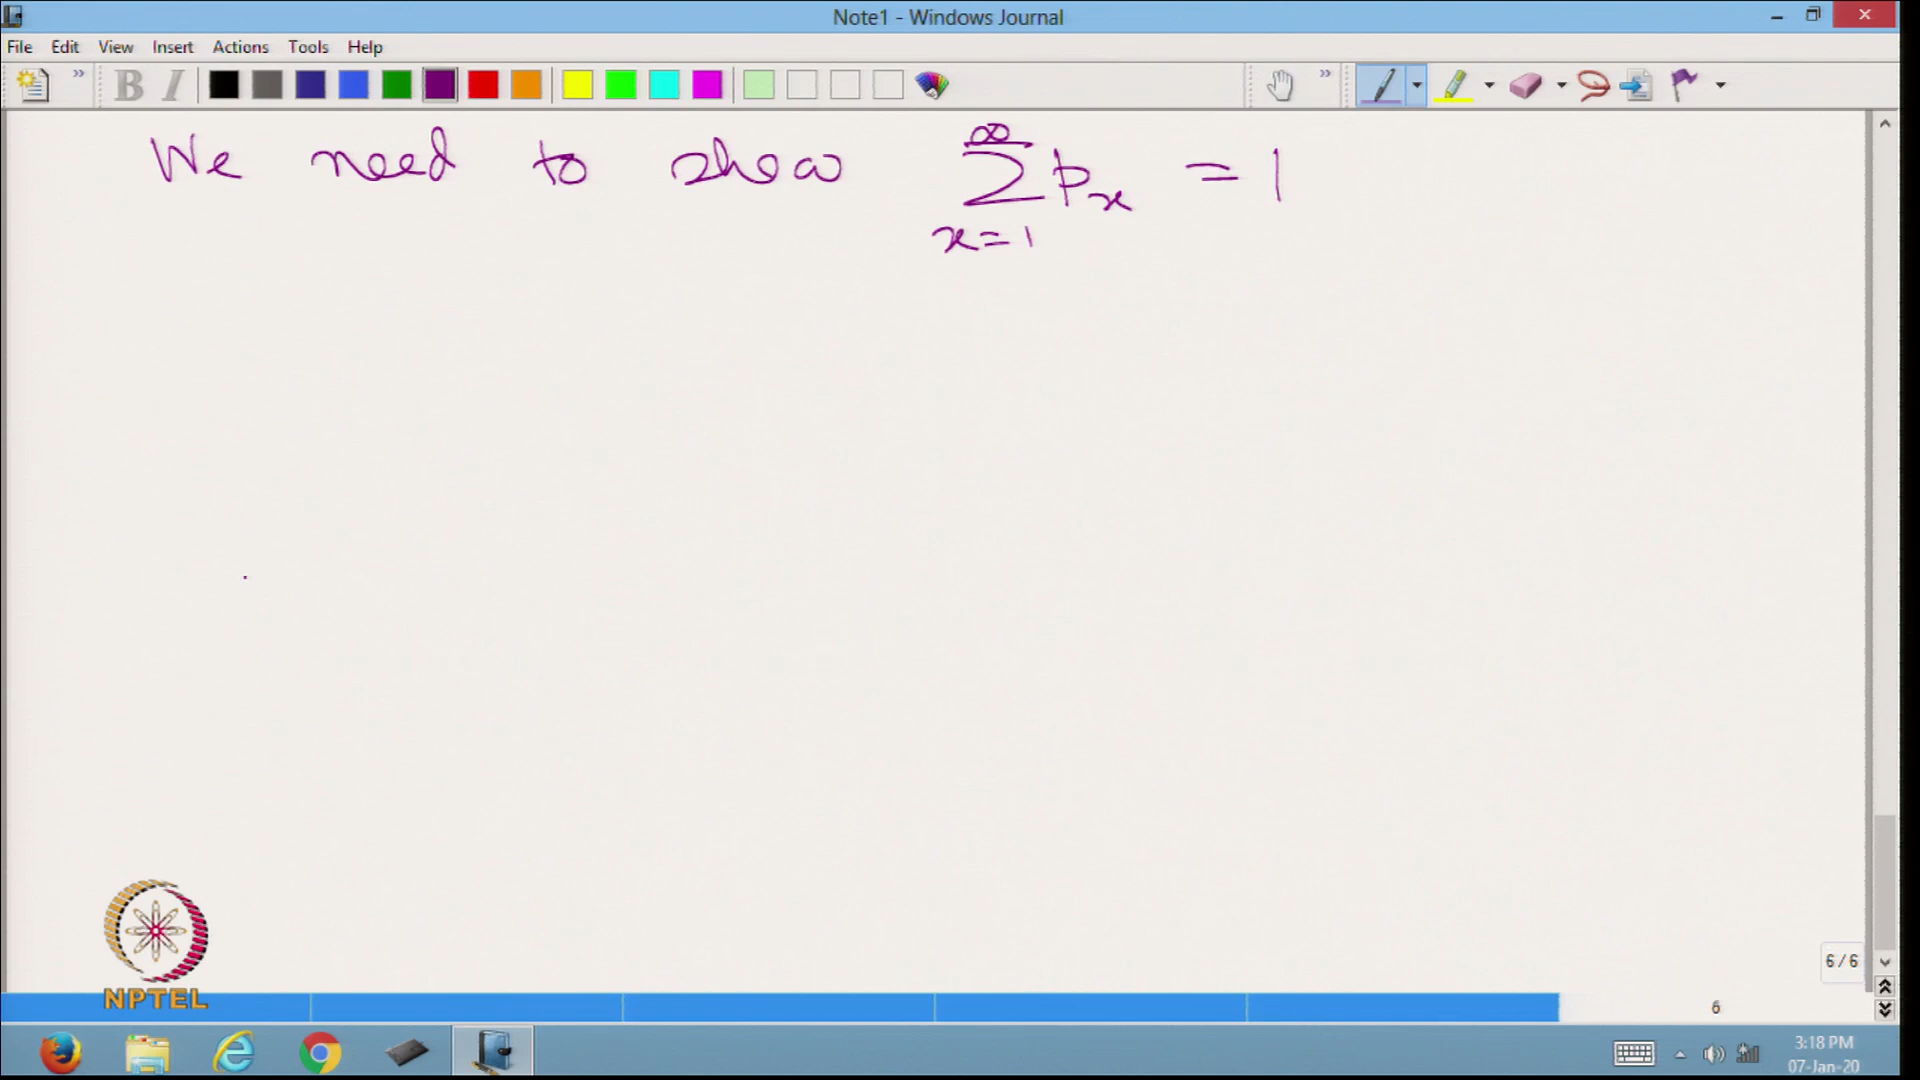 Note1 - Windows Journal
File Edit View Insert Actions Tools Help
B I
We need to show ∞ ∑ x=1 p_x = 1
6 / 6
NPTEL
6
3:18 PM
07-Jan-20